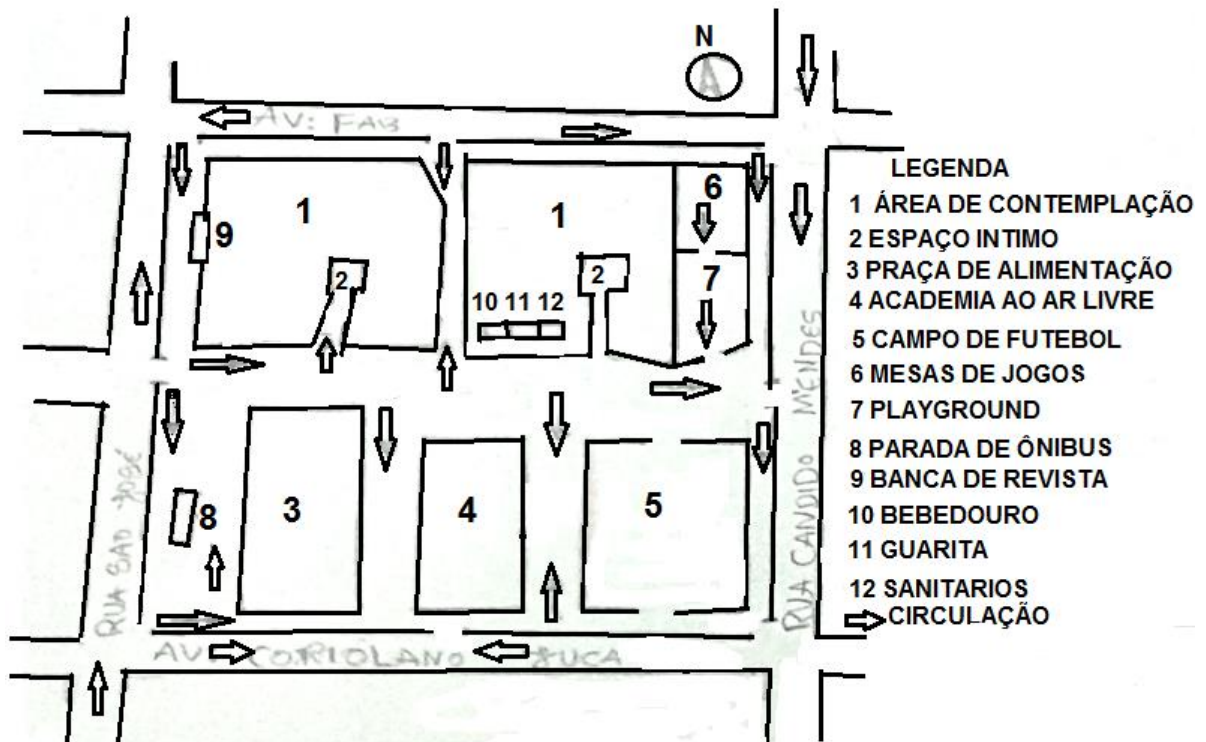 N
AV: FAB
1
1
6
9
2
2
7
10 11 12
3
4
5
8
RUA SAO JOSÉ
RUA CANDIDO MENDES
AV. CORIOLANO JUCA
LEGENDA
1 ÁREA DE CONTEMPLAÇÃO
2 ESPAÇO INTIMO
3 PRAÇA DE ALIMENTAÇÃO
4 ACADEMIA AO AR LIVRE
5 CAMPO DE FUTEBOL
6 MESAS DE JOGOS
7 PLAYGROUND
8 PARADA DE ÔNIBUS
9 BANCA DE REVISTA
10 BEBEDOURO
11 GUARITA
12 SANITARIOS
CIRCULAÇÃO